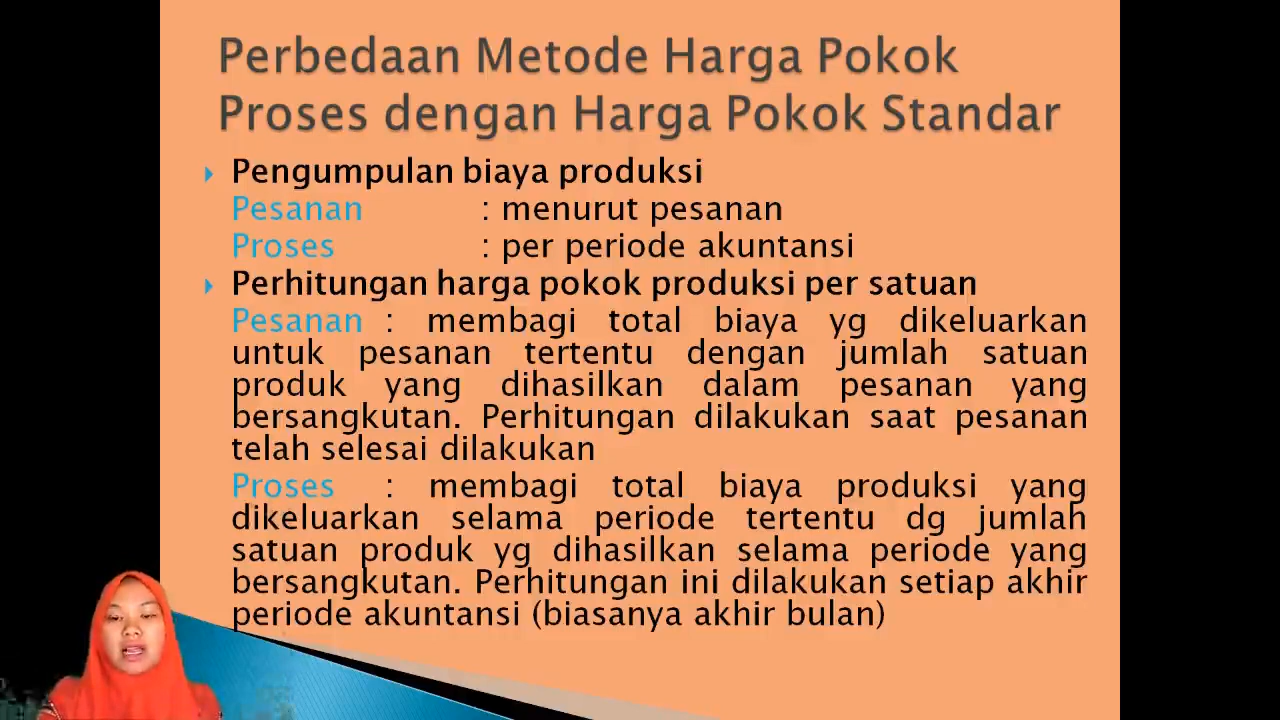 Perbedaan Metode Harga Pokok
Proses dengan Harga Pokok Standar
Pengumpulan biaya produksi
Pesanan : menurut pesanan
Proses : per periode akuntansi
Perhitungan harga pokok produksi per satuan
Pesanan : membagi total biaya yg dikeluarkan
untuk pesanan tertentu dengan jumlah satuan
produk yang dihasilkan dalam pesanan yang
bersangkutan. Perhitungan dilakukan saat pesanan
telah selesai dilakukan
Proses : membagi total biaya produksi yang
dikeluarkan selama periode tertentu dg jumlah
satuan produk yg dihasilkan selama periode yang
bersangkutan. Perhitungan ini dilakukan setiap akhir
periode akuntansi (biasanya akhir bulan)